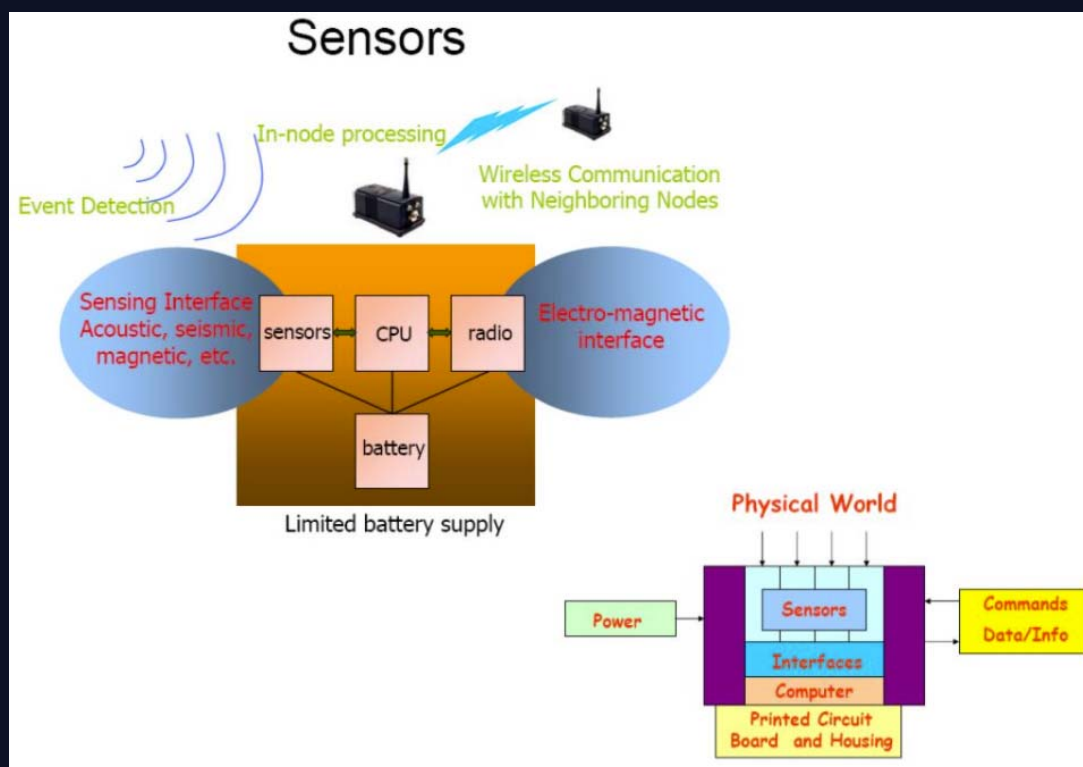 Sensors
In-node processing
Wireless Communication
with Neighboring Nodes
Event Detection
Sensing Interface
Acoustic, seismic,
magnetic, etc.
sensors
CPU
radio
Electro-magnetic
interface
battery
Limited battery supply
Physical World
Power
Sensors
Interfaces
Computer
Printed Circuit
Board and Housing
Commands
Data/Info